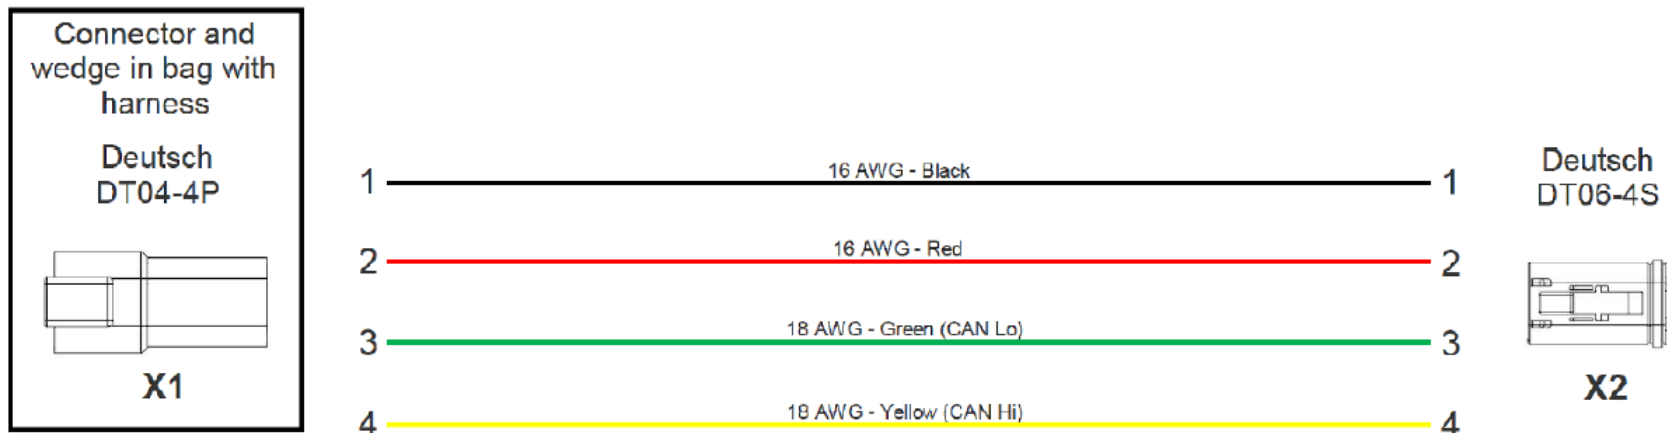 Connector and
wedge in bag with
harness
Deutsch
DT04-4P
X1
1 16 AWG - Black 1
2 16 AWG - Red 2
3 18 AWG - Green (CAN Lo) 3
4 18 AWG - Yellow (CAN Hi) 4
Deutsch
DT06-4S
X2